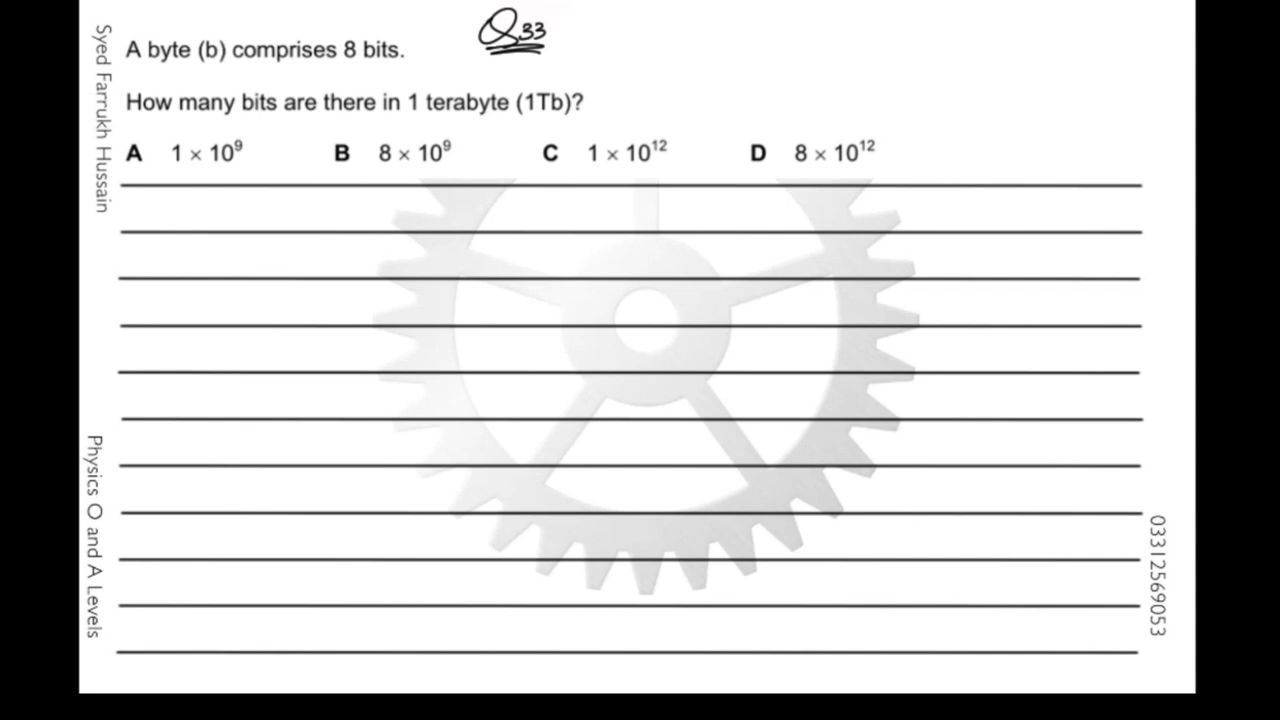 Q33
A byte (b) comprises 8 bits.
How many bits are there in 1 terabyte (1Tb)?
A 1 × 10⁹ B 8 × 10⁹ C 1 × 10¹² D 8 × 10¹²
Syed Farrukh Hussain
Physics O and A Levels
03312569053